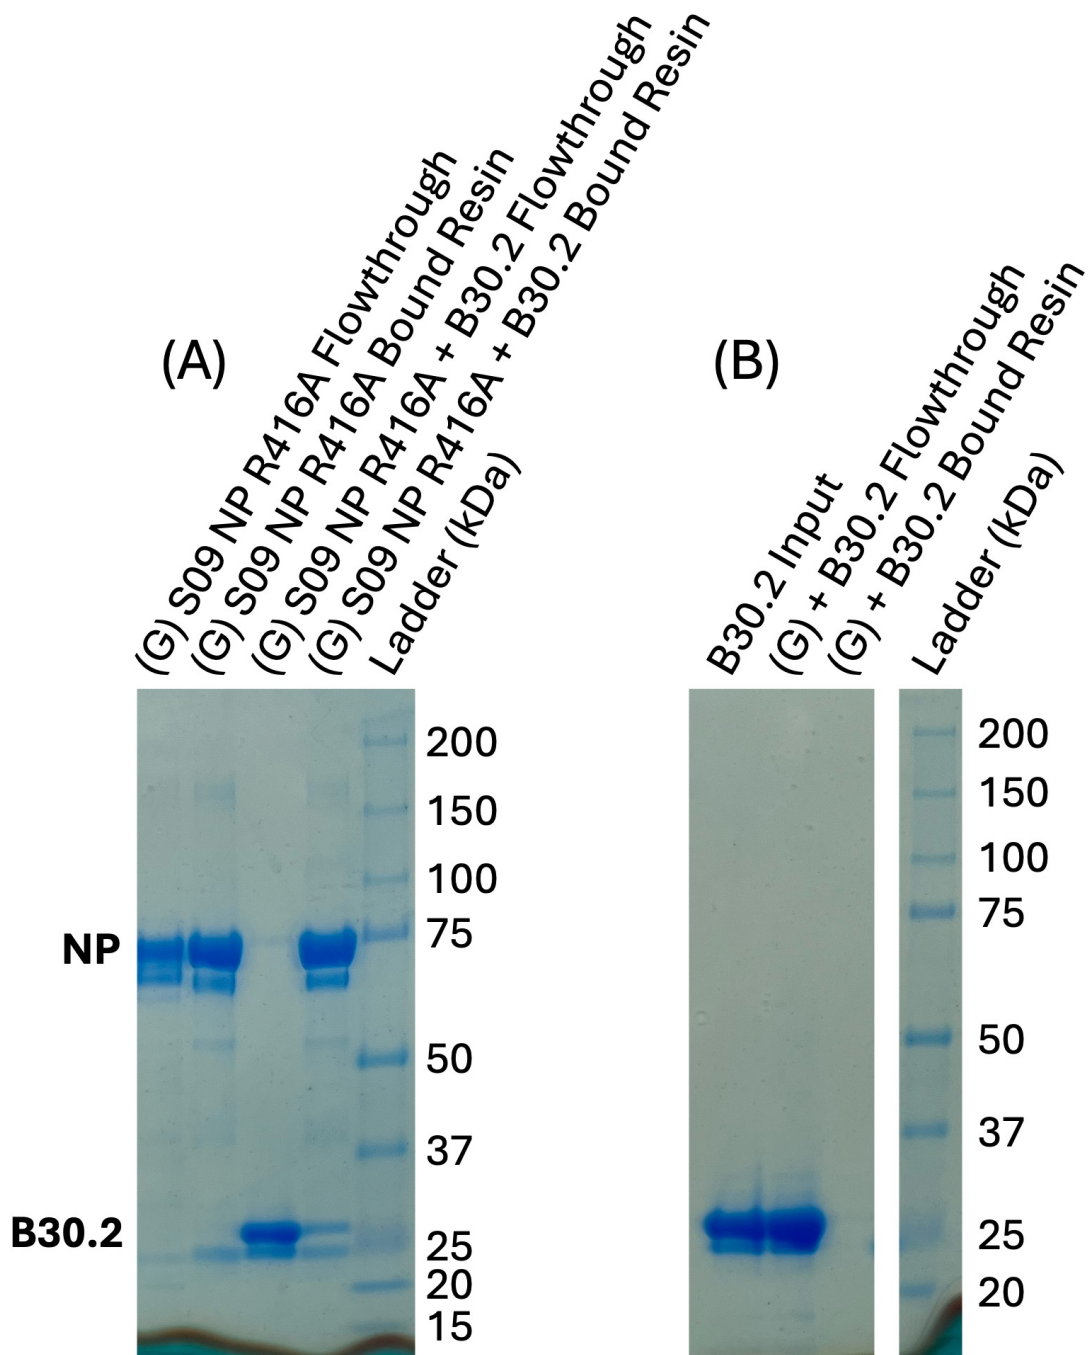 (A)
(G) S09 NP R416A Flowthrough
(G) S09 NP R416A Bound Resin
(G) S09 NP R416A + B30.2 Flowthrough
(G) S09 NP R416A + B30.2 Bound Resin
Ladder (kDa)
200
150
100
75
50
37
25
20
15
NP
B30.2
(B)
B30.2 Input
(G) + B30.2 Flowthrough
(G) + B30.2 Bound Resin
Ladder (kDa)
200
150
100
75
50
37
25
20